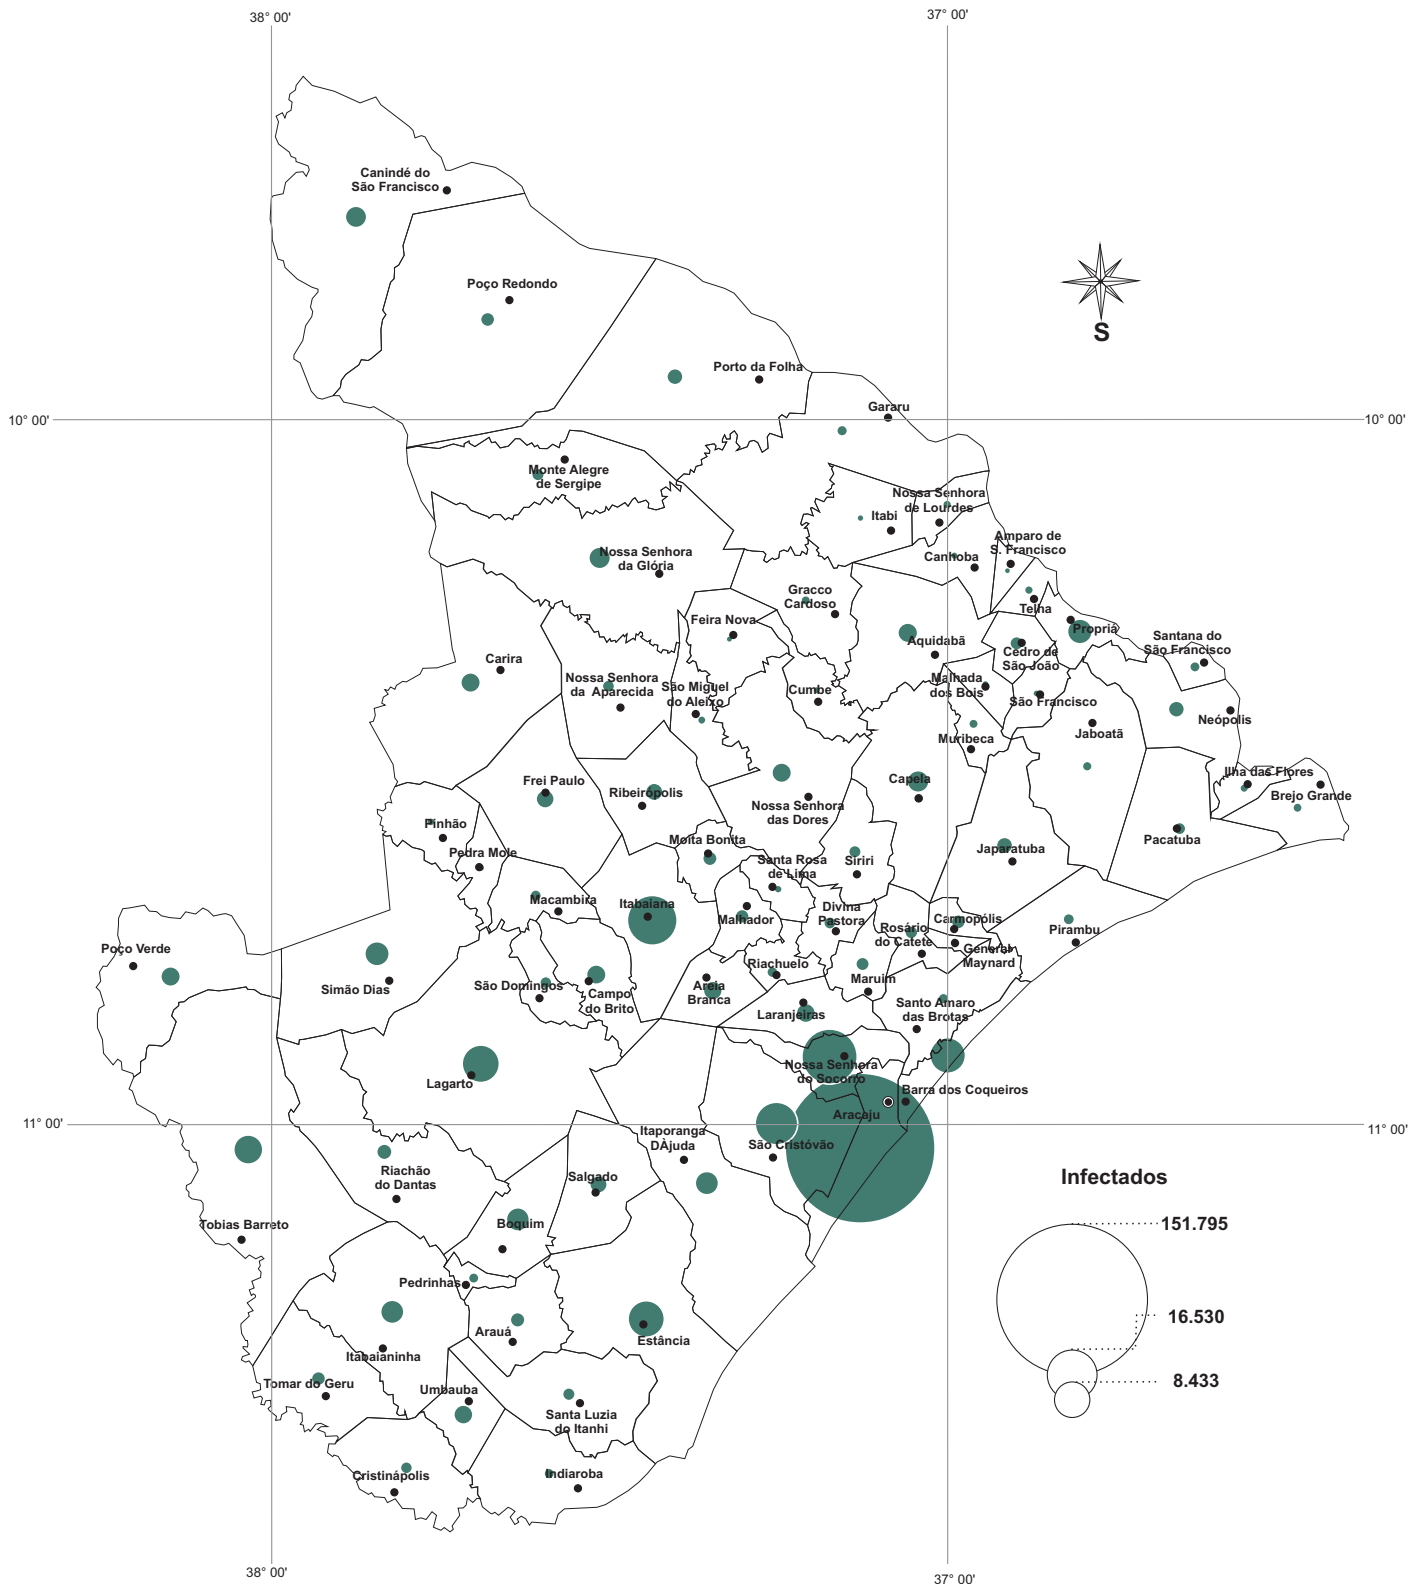 38° 00'
37° 00'
Canindé do
São Francisco
Poço Redondo
S
Porto da Folha
Gararu
10° 00'
10° 00'
Monte Alegre
de Sergipe
Nossa Senhora
de Lourdes
Itabi
Amparo de
S. Francisco
Canhoba
Nossa Senhora
da Glória
Gracco
Cardoso
Telha
Feira Nova
Propriá
Santana do
São Francisco
Aquidabã
Cedro de
São João
Carira
Nossa Senhora
da Aparecida
São Miguel
do Aleixo
Cumbe
Malhada
dos Bois
São Francisco
Neópolis
Jaboatã
Muribeca
Frei Paulo
Ribeirópolis
Capela
Ilha das Flores
Brejo Grande
Nossa Senhora
das Dores
Pinhão
Moita Bonita
Pacatuba
Pedra Mole
Santa Rosa
de Lima
Siriri
Japaratuba
Macambira
Itabaiana
Malhador
Divina
Pastora
Carmopólis
Rosário
do Catete
Pirambu
General
Maynard
Poço Verde
Simão Dias
São Domingos
Campo
do Brito
Areia
Branca
Riachuelo
Maruim
Santo Amaro
das Brotas
Laranjeiras
Lagarto
Nossa Senhora
do Socorro
Barra dos Coqueiros
Aracaju
11° 00'
11° 00'
Itaporanga
DÀjuda
São Cristóvão
Riachão
do Dantas
Salgado
Infectados
Tobias Barreto
Boquim
151.795
Pedrinhas
16.530
Arauá
Estância
Itabaianinha
8.433
Tomar do Geru
Umbauba
Santa Luzia
do Itanhi
Cristinápolis
Indiaroba
38° 00'
37° 00'